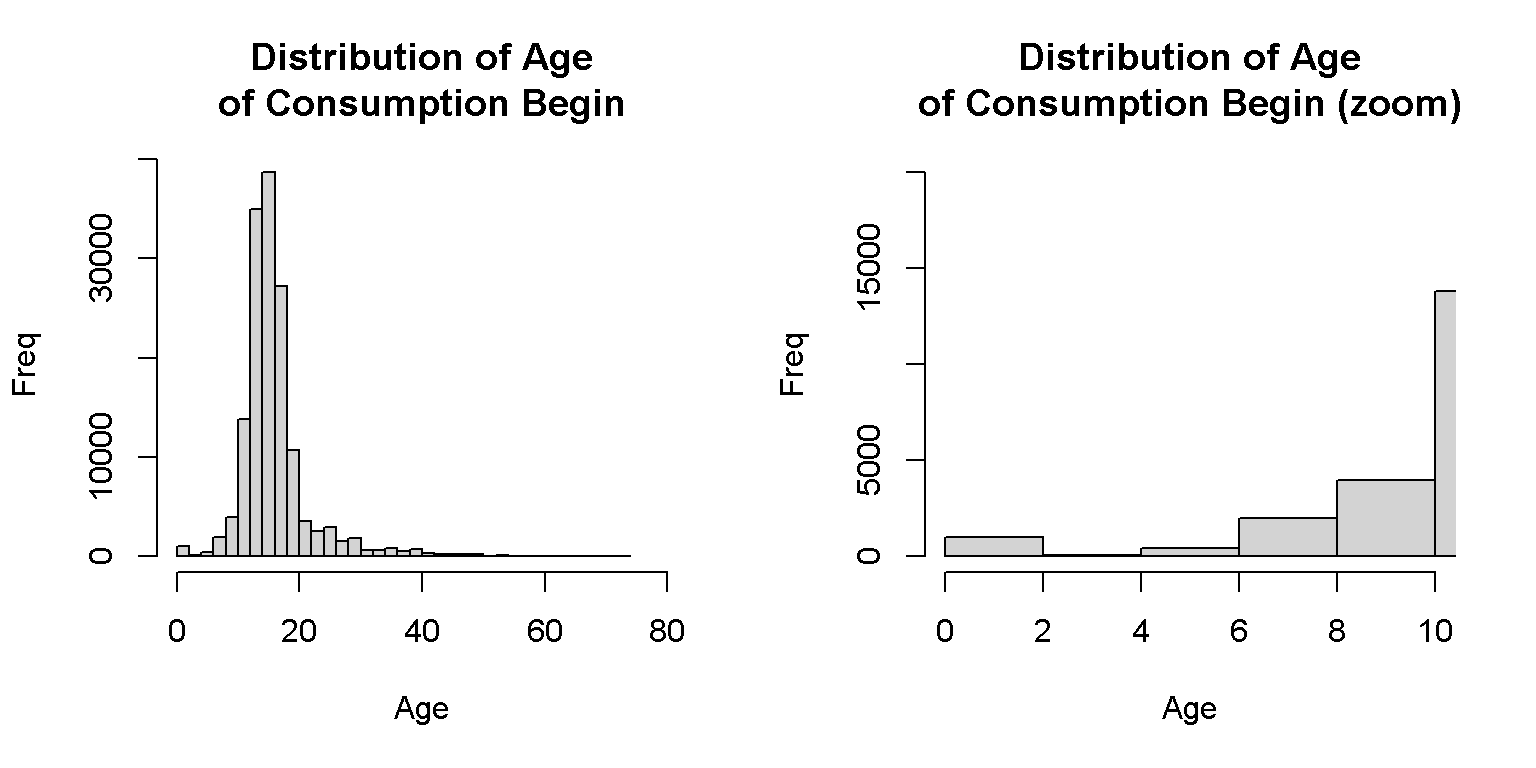 Distribution of Age
of Consumption Begin
Freq
30000
10000
0
0 20 40 60 80
Age
Distribution of Age
of Consumption Begin (zoom)
Freq
15000
5000
0
0 2 4 6 8 10
Age